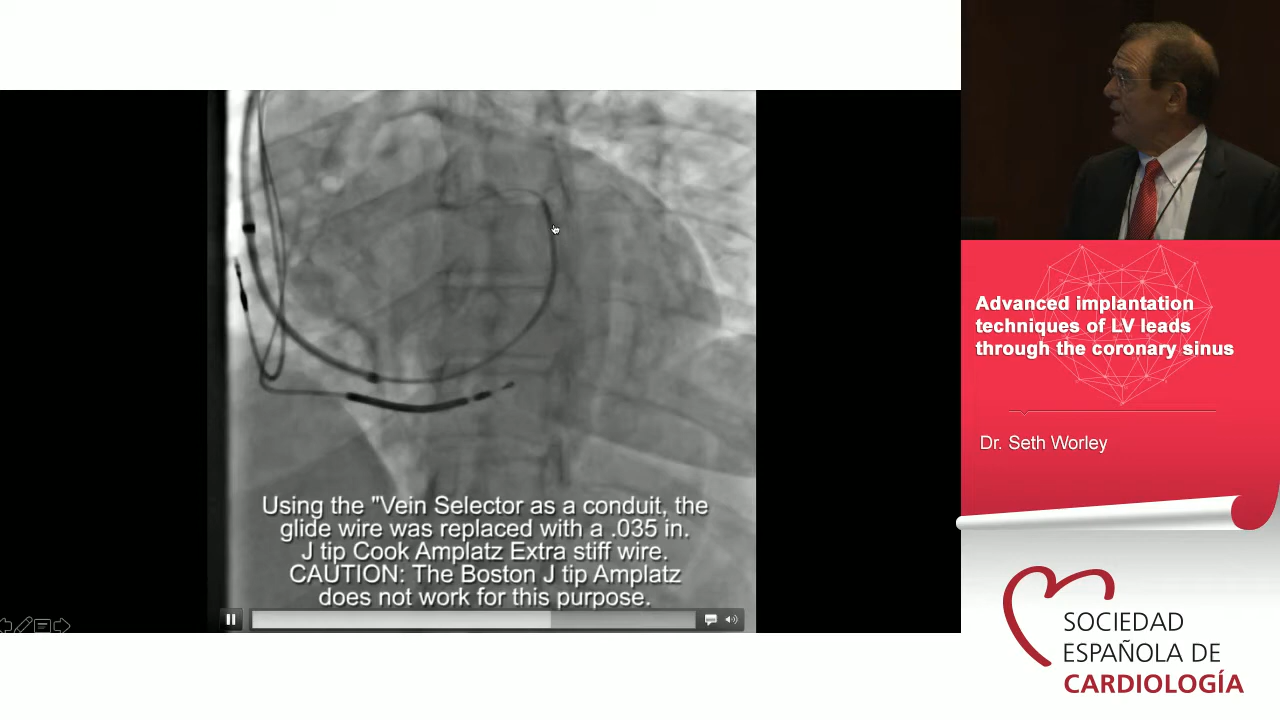 Using the "Vein Selector as a conduit, the
glide wire was replaced with a .035 in.
J tip Cook Amplatz Extra stiff wire.
CAUTION: The Boston J tip Amplatz
does not work for this purpose.
Advanced implantation
techniques of LV leads
through the coronary sinus
Dr. Seth Worley
SOCIEDAD
ESPAÑOLA DE
CARDIOLOGÍA